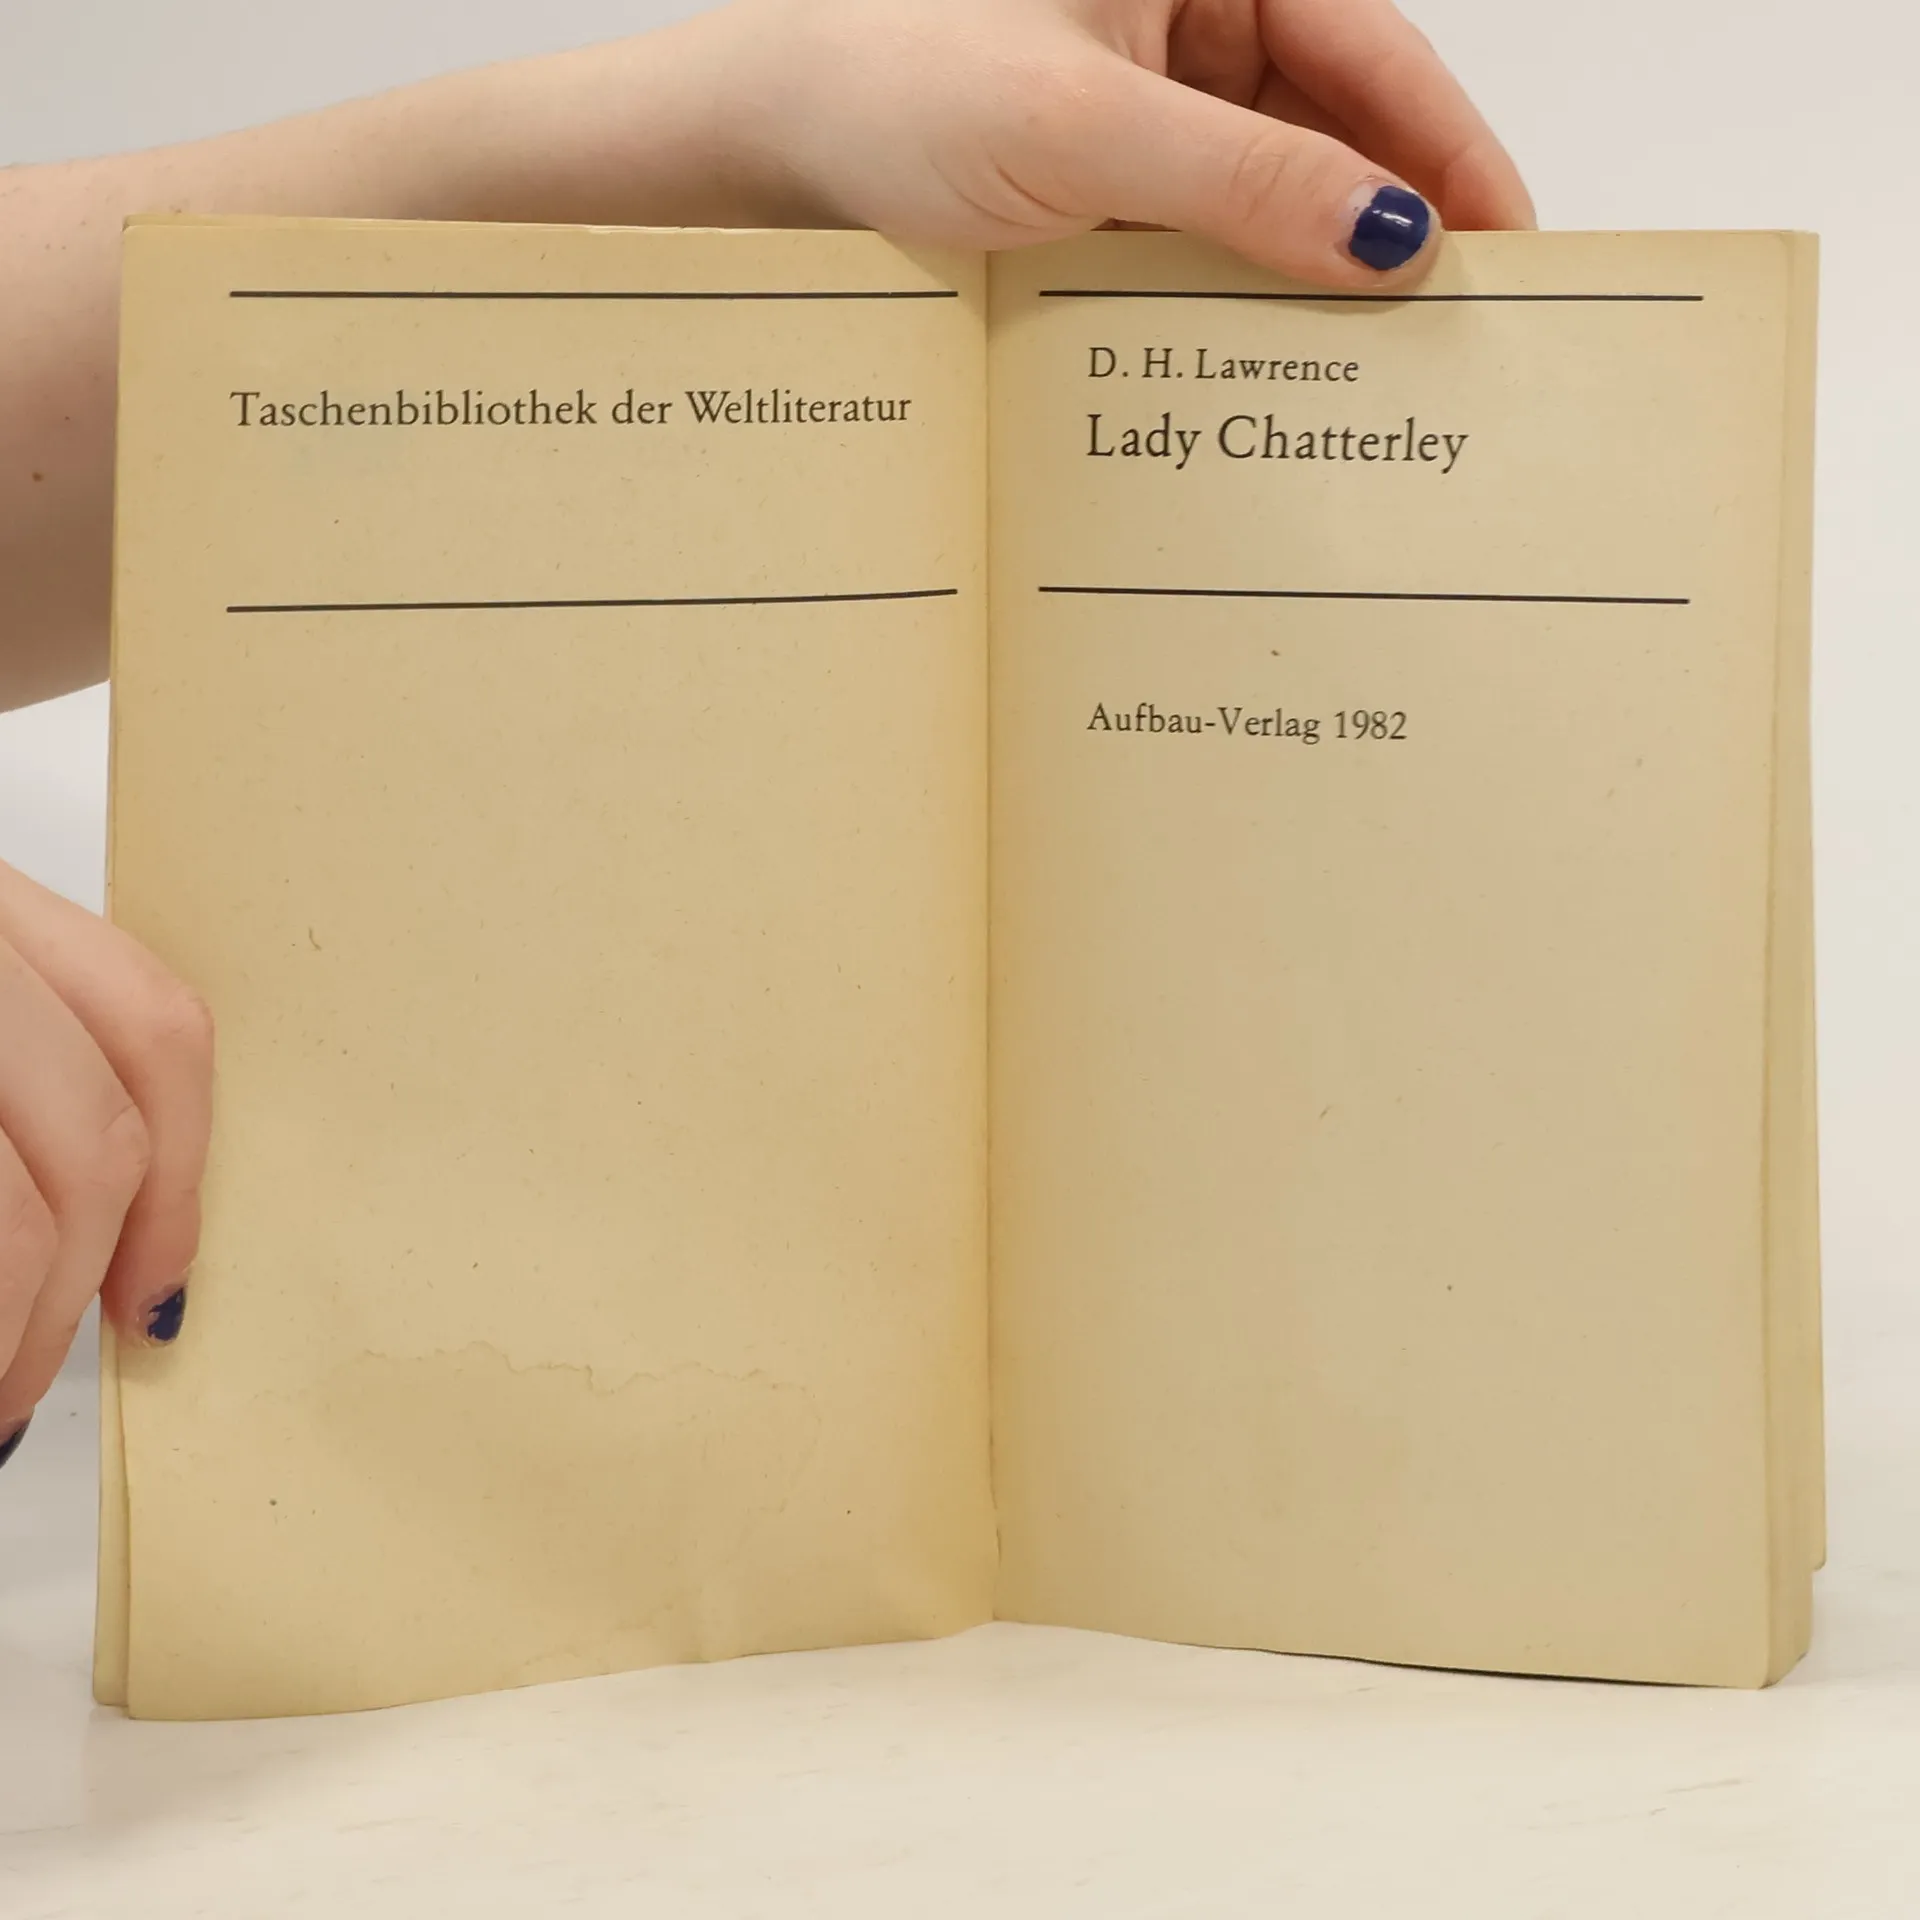 Taschenbibliothek der Weltliteratur
D. H. Lawrence
Lady Chatterley
Aufbau-Verlag 1982